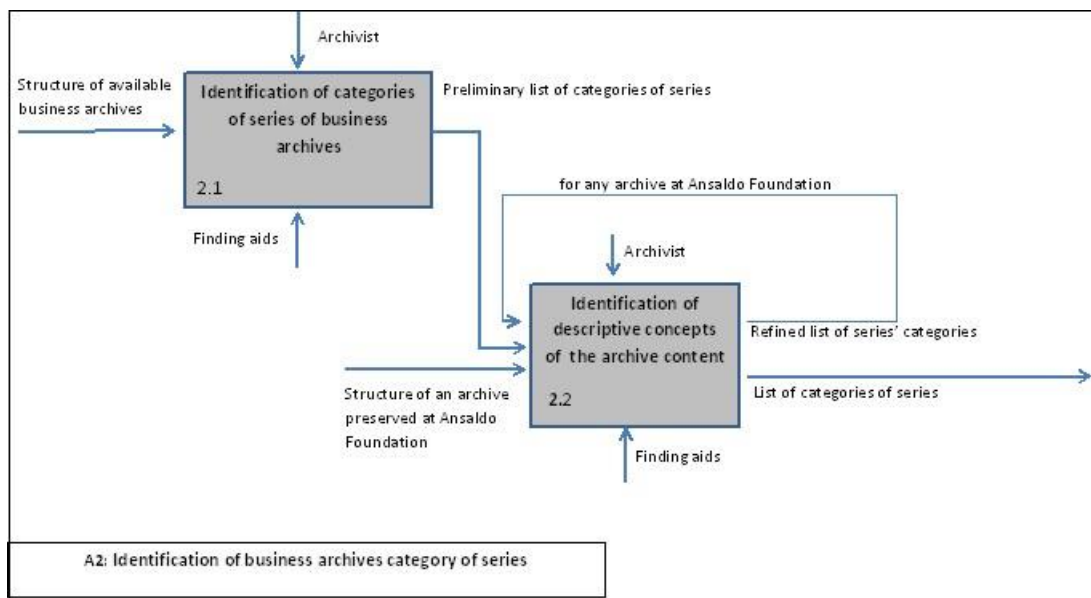 Archivist
Structure of available
business archives
Identification of categories
of series of business
archives
2.1
Preliminary list of categories of series
Finding aids
for any archive at Ansaldo Foundation
Archivist
Identification of
descriptive concepts
of the archive content
2.2
Refined list of series' categories
List of categories of series
Structure of an archive
preserved at Ansaldo
Foundation
Finding aids
A2: Identification of business archives category of series